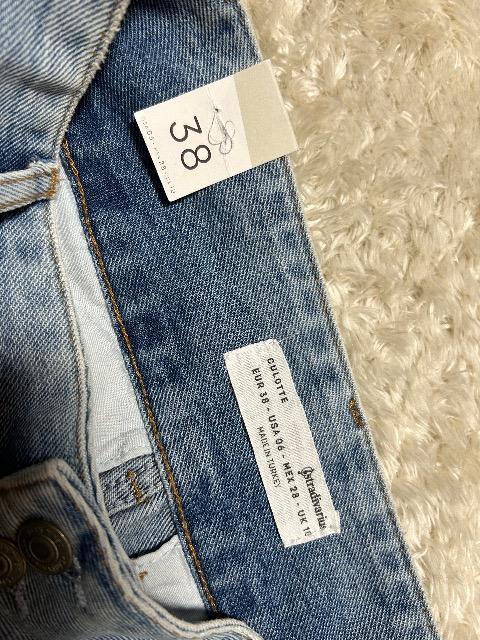 38
CULOTTE
EUR 38 - USA 06 - MEX 28 - UK 10
MADE IN TURKEY
stradivarius